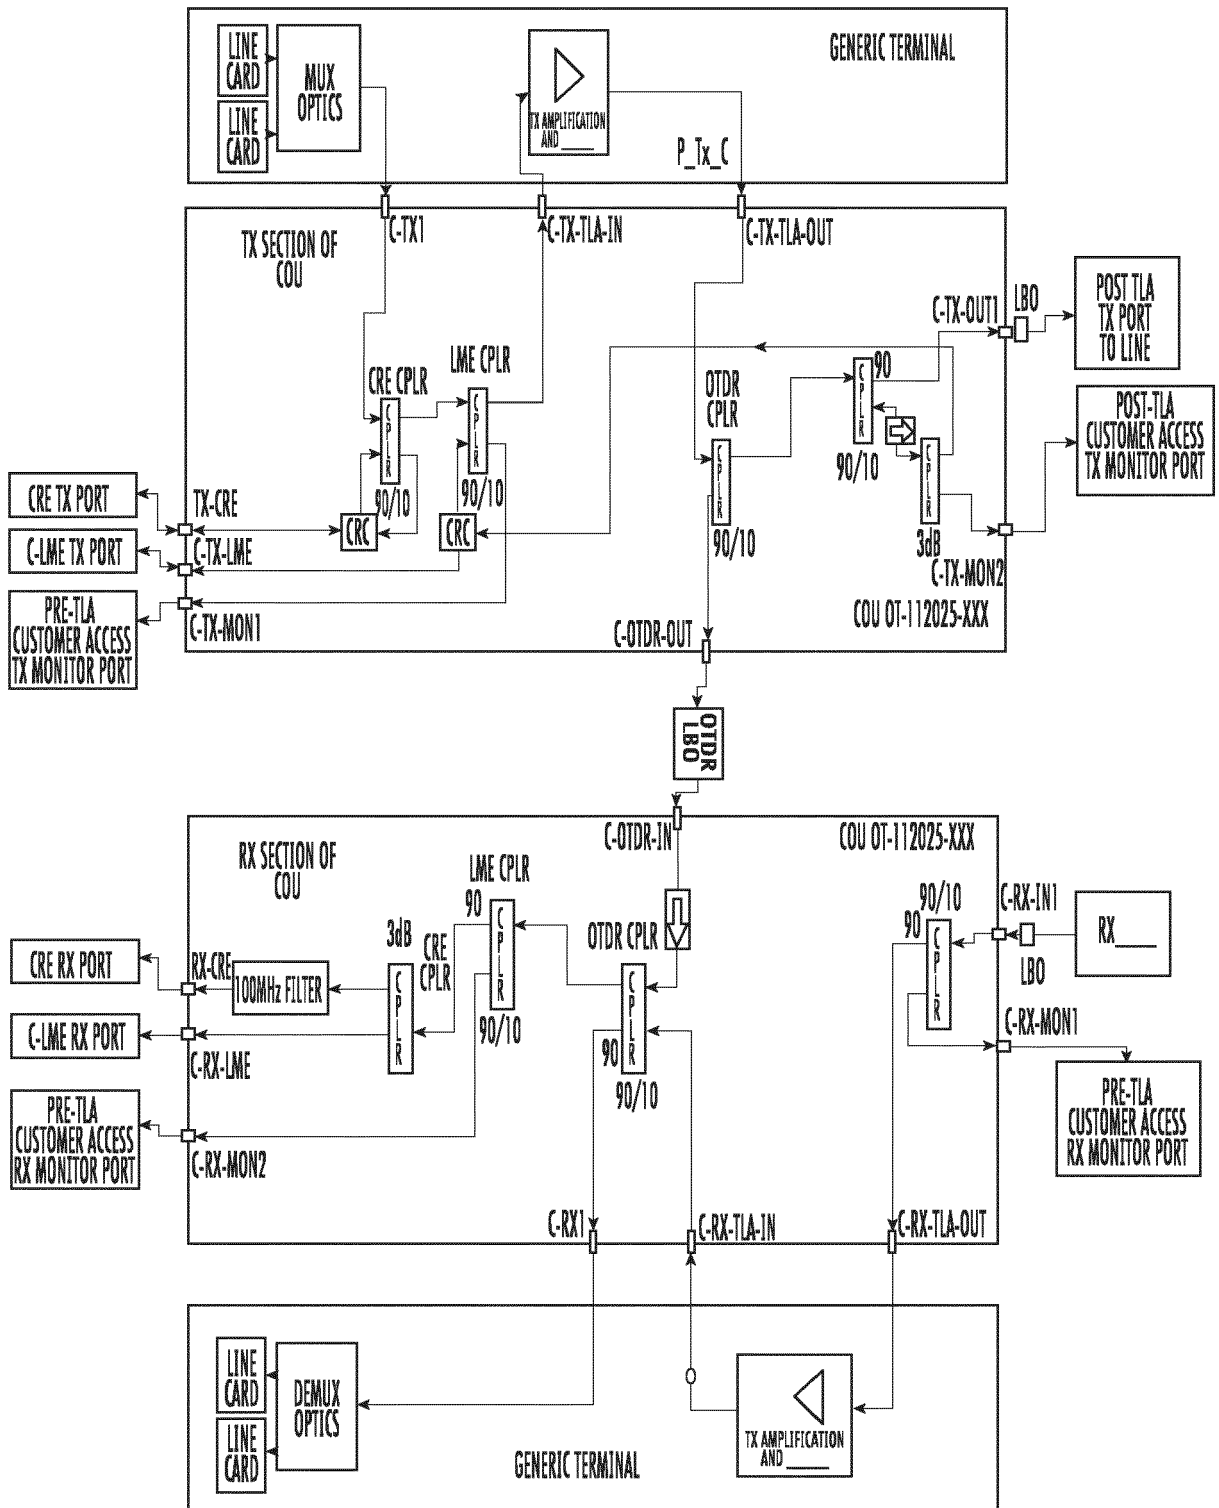 LINE
CARD
MUX
OPTICS
LINE
CARD
TX AMPLIFICATION
AND _____
GENERIC TERMINAL
P_Tx_C
C-TX1
C-TX-TLA-IN
C-TX-TLA-OUT
TX SECTION OF
COU
C-TX-OUT1
LBO
POST TLA
TX PORT
TO LINE
CRE CPLR
LME CPLR
OTDR
CPLR
CPLR
CPLR
CPLR
CPLR
CPLR
90
90/10
90/10
90/10
90/10
3dB
POST-TLA
CUSTOMER ACCESS
TX MONITOR PORT
CRE TX PORT
TX-CRE
CRC
CRC
C-LME TX PORT
C-TX-LME
C-TX-MON2
PRE-TLA
CUSTOMER ACCESS
TX MONITOR PORT
C-TX-MON1
COU OT-112025-XXX
C-OTDR-OUT
OTDR
LBO
C-OTDR-IN
COU OT-112025-XXX
RX SECTION OF
COU
LME CPLR
90
CPLR
90/10
3dB
CRE
CPLR
CPLR
OTDR CPLR
CPLR
90
90/10
90/10
90
CPLR
C-RX-IN1
LBO
RX____
CRE RX PORT
RX-CRE
100MHz FILTER
C-LME RX PORT
C-RX-LME
C-RX-MON1
PRE-TLA
CUSTOMER ACCESS
RX MONITOR PORT
C-RX-MON2
PRE-TLA
CUSTOMER ACCESS
RX MONITOR PORT
C-RX1
C-RX-TLA-IN
C-RX-TLA-OUT
LINE
CARD
DEMUX
OPTICS
LINE
CARD
TX AMPLIFICATION
AND _____
GENERIC TERMINAL